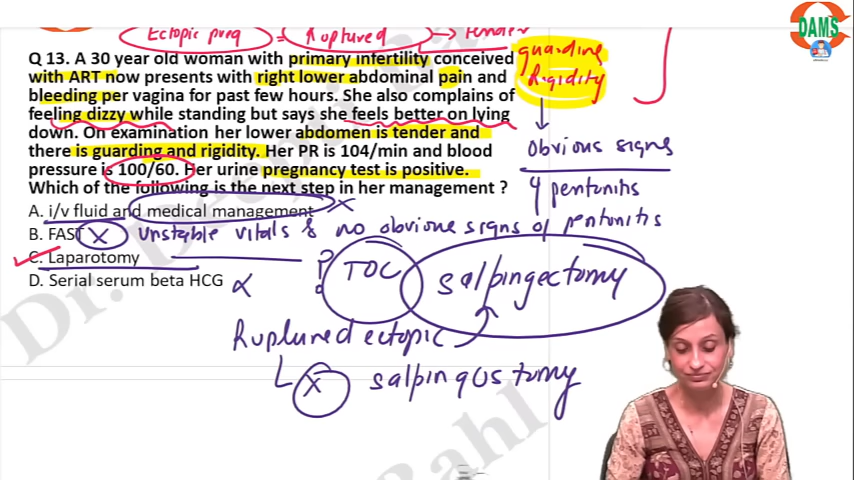 Ectopic preq = Ruptured → Tender
guarding
Rigidity
DAMS
Q 13. A 30 year old woman with primary infertility conceived
with ART now presents with right lower abdominal pain and
bleeding per vagina for past few hours. She also complains of
feeling dizzy while standing but says she feels better on lying
down. On examination her lower abdomen is tender and
there is guarding and rigidity. Her PR is 104/min and blood
pressure is 100/60. Her urine pregnancy test is positive.
Which of the following is the next step in her management ?
obvious signs
of peritonitis
A. i/v fluid and medical management X
B. FAST X unstable vitals & no obvious signs of peritonitis
C. Laparotomy
D. Serial serum beta HCG
TOC salpingectomy
Ruptured ectopic
X salpingostomy
Dr. Deepti Bahl